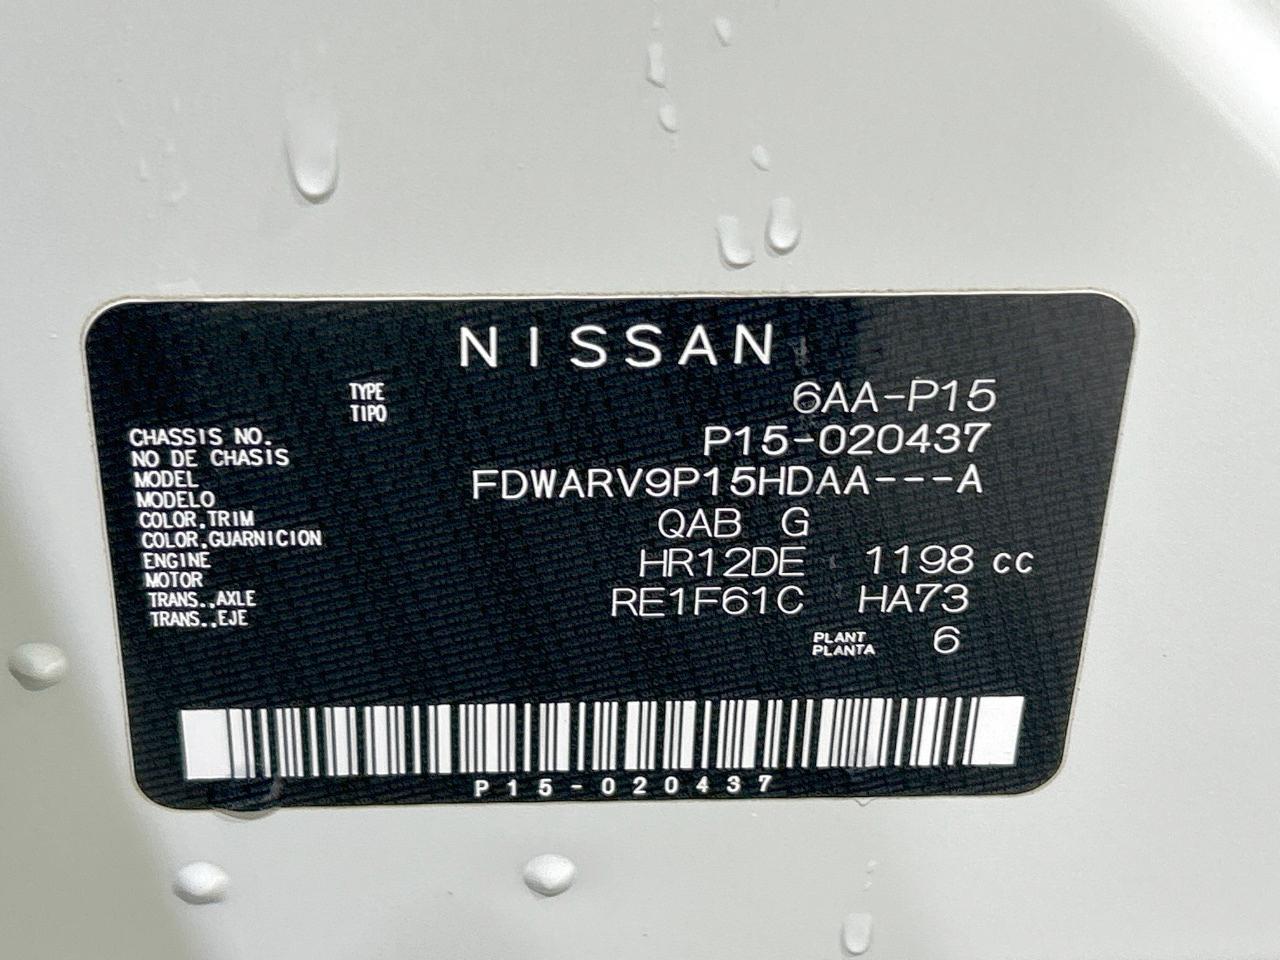 NISSAN
TYPE 6AA-P15
TIPO
CHASSIS NO. P15-020437
NO DE CHASIS
MODEL FDWARV9P15HDAA---A
MODELO
COLOR,TRIM QAB G
COLOR,GUARNICION
ENGINE HR12DE 1198 cc
MOTOR
TRANS.,AXLE RE1F61C HA73
TRANS.,EJE
PLANT 6
PLANTA
P15-020437